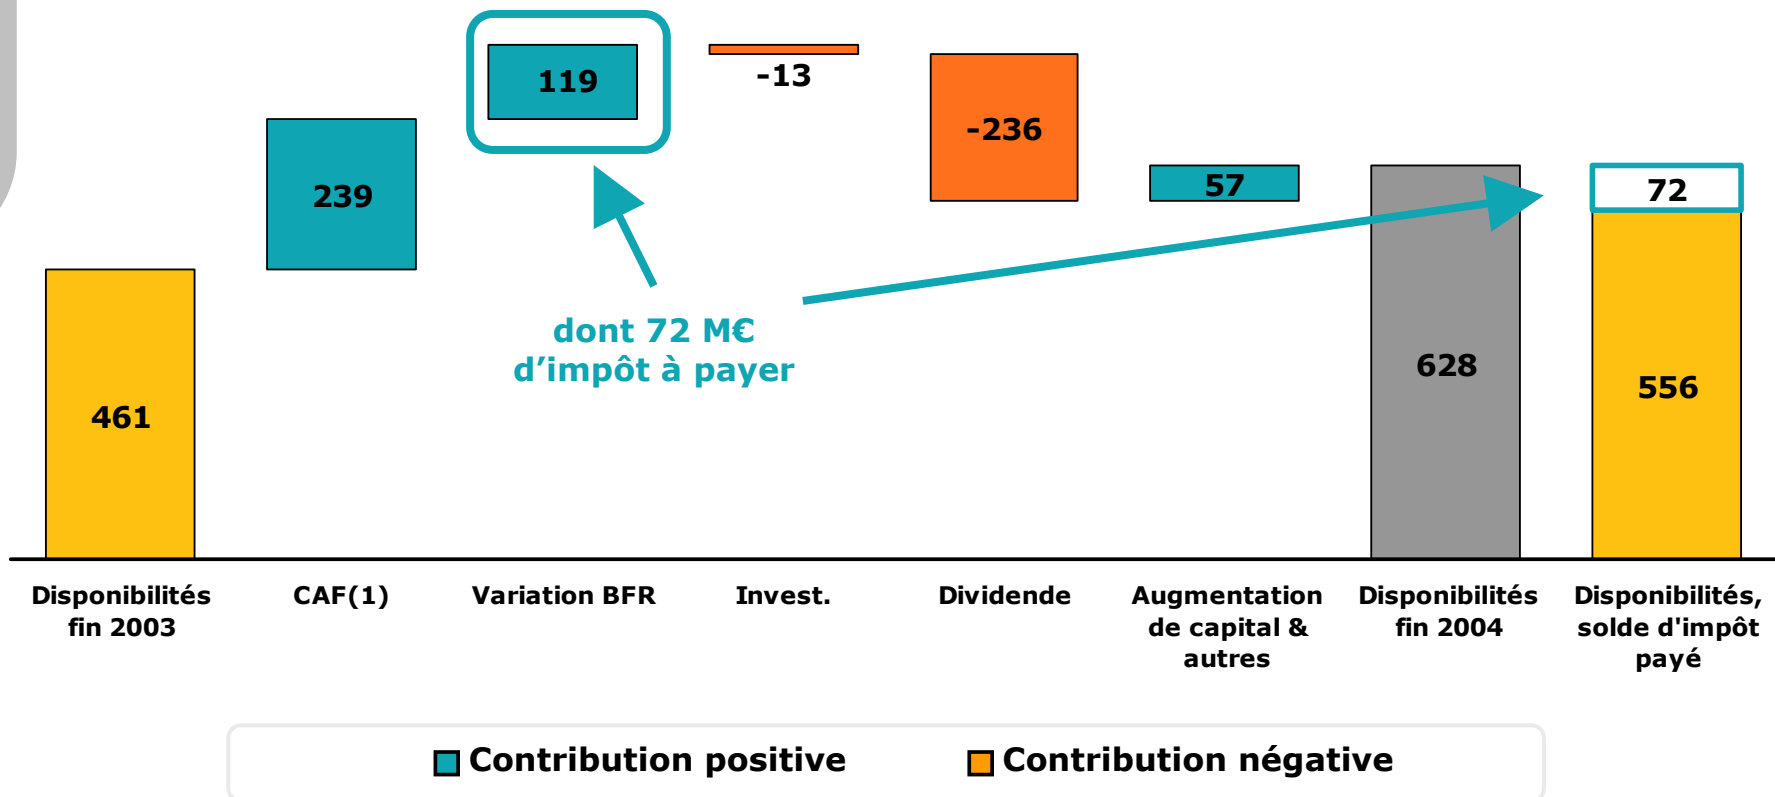 119
-13
-236
239
57
72
dont 72 M€
d’impôt à payer
628
556
461
Disponibilités
fin 2003
CAF(1)
Variation BFR
Invest.
Dividende
Augmentation
de capital &
autres
Disponibilités
fin 2004
Disponibilités,
solde d'impôt
payé
Contribution positive
Contribution négative